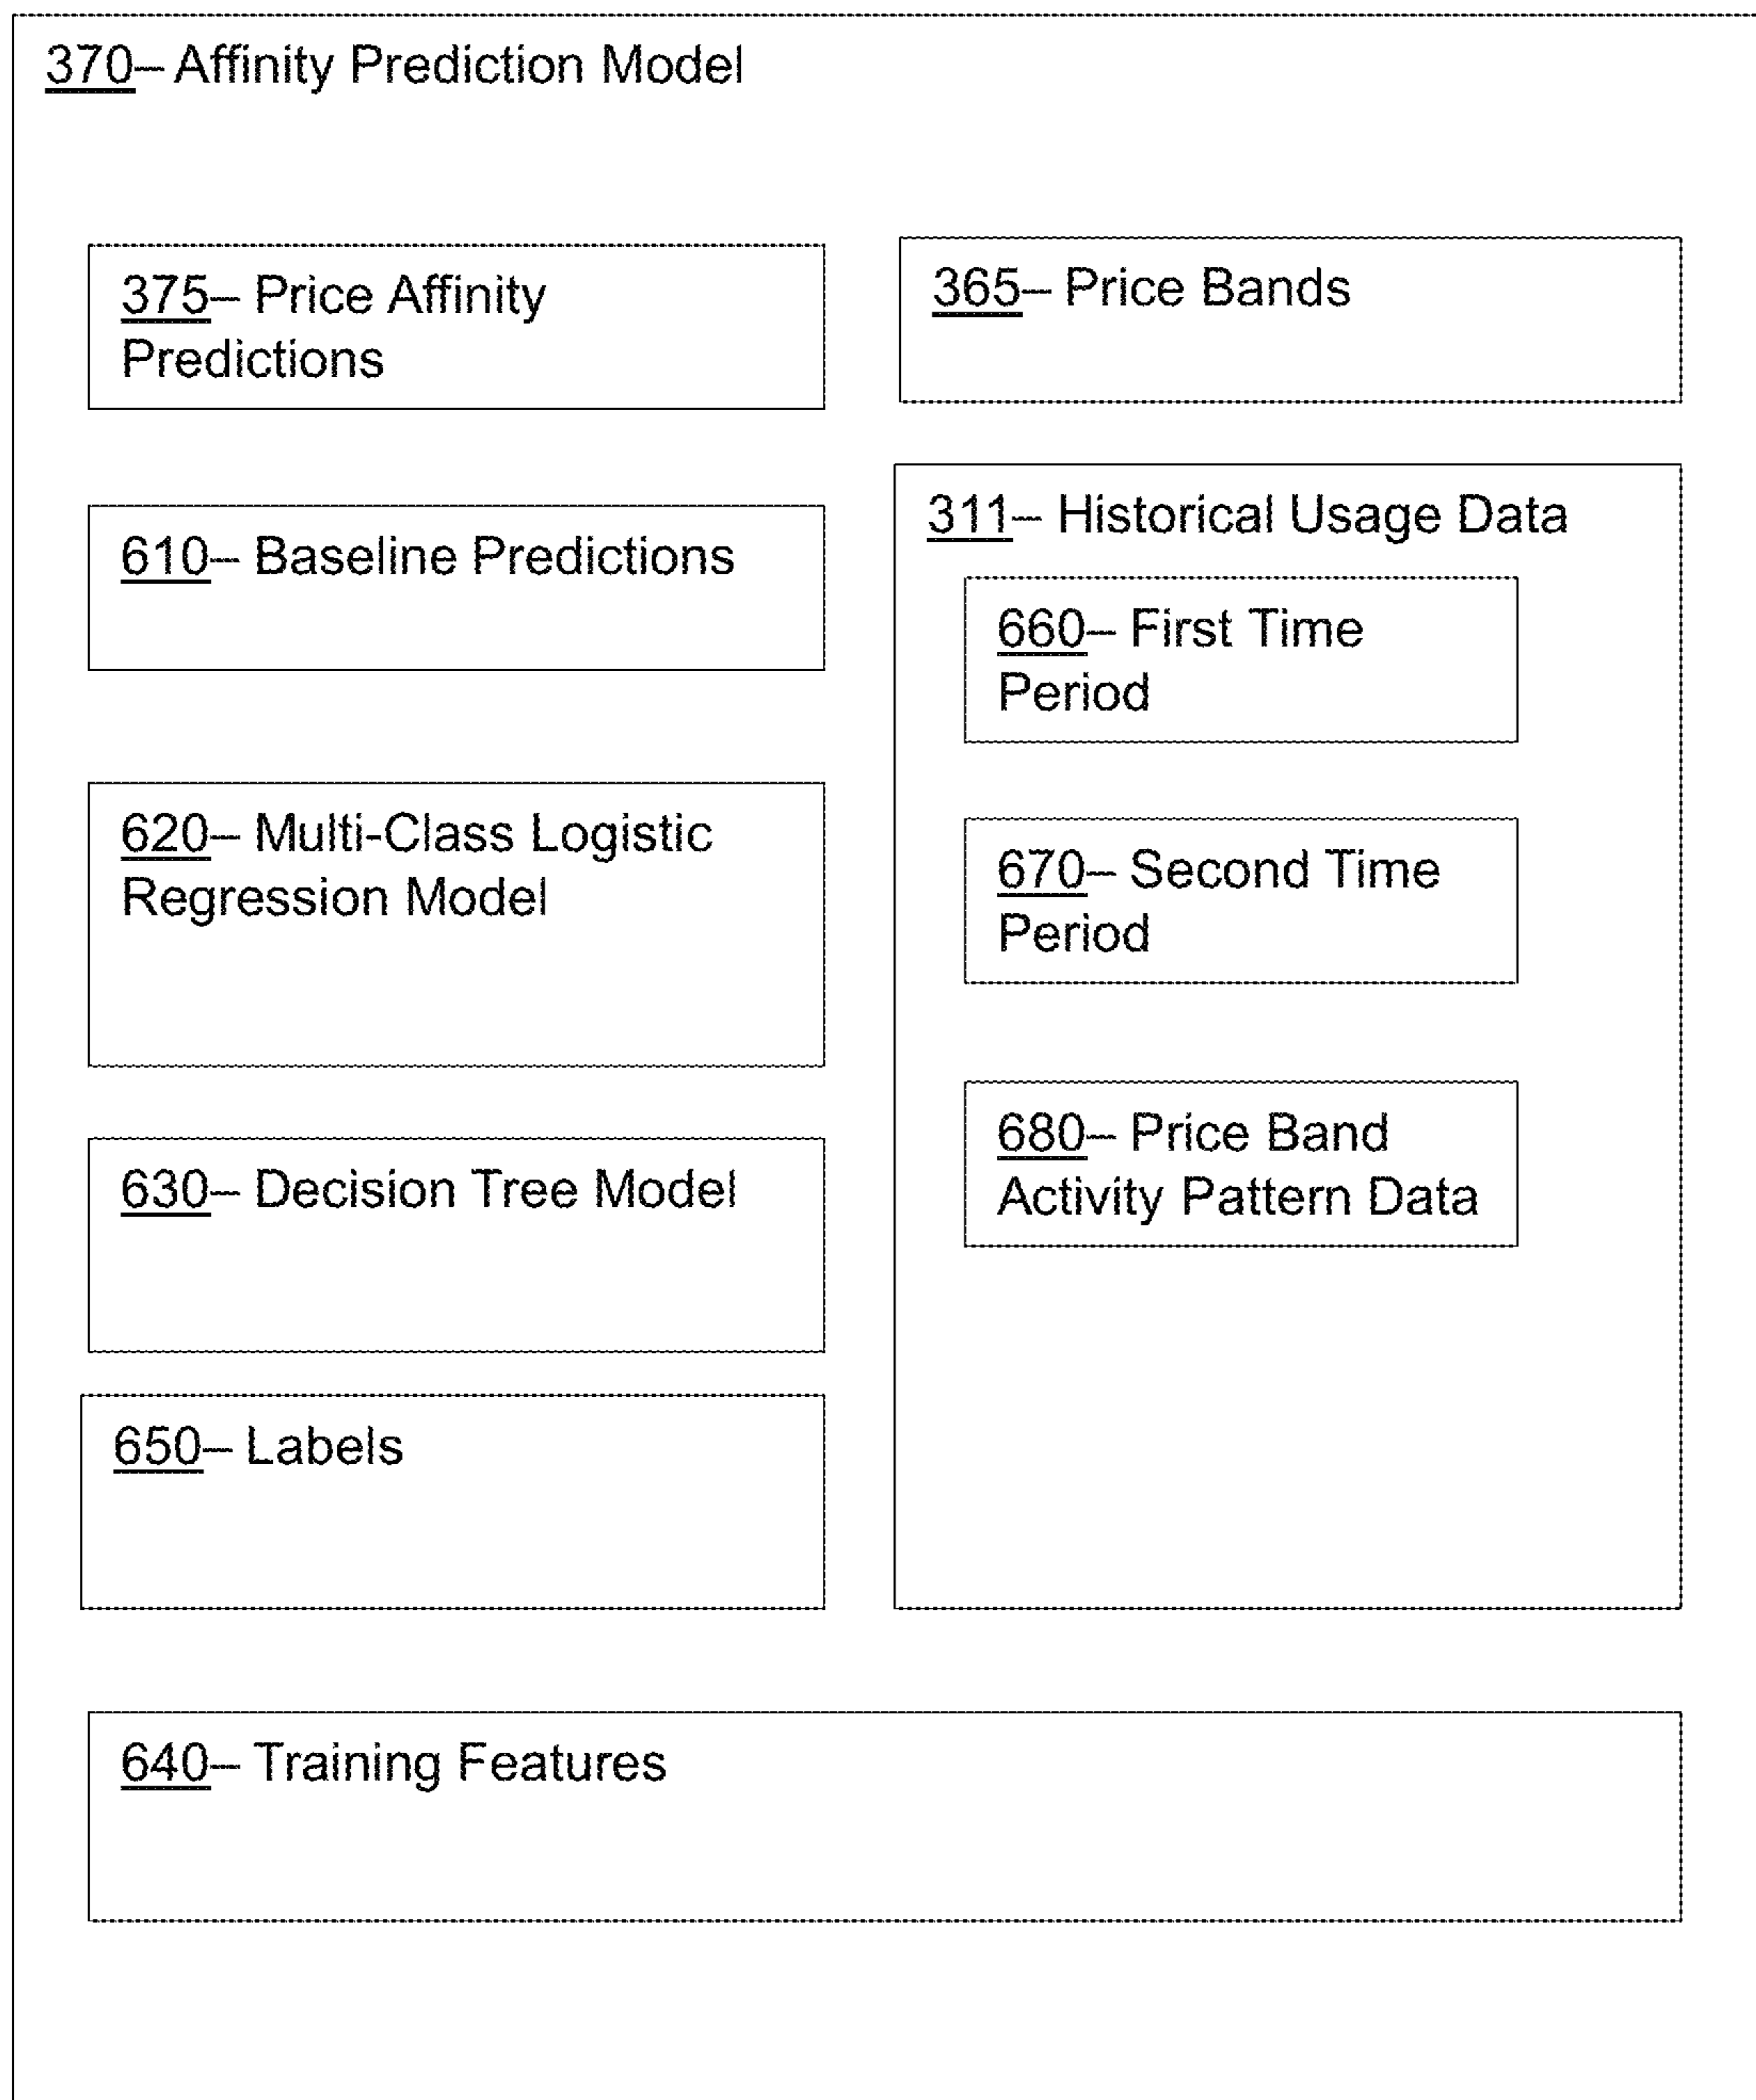 370– Affinity Prediction Model
375– Price Affinity
Predictions
365– Price Bands
610– Baseline Predictions
311– Historical Usage Data
660– First Time
Period
620– Multi-Class Logistic
Regression Model
670– Second Time
Period
680– Price Band
Activity Pattern Data
630– Decision Tree Model
650– Labels
640– Training Features